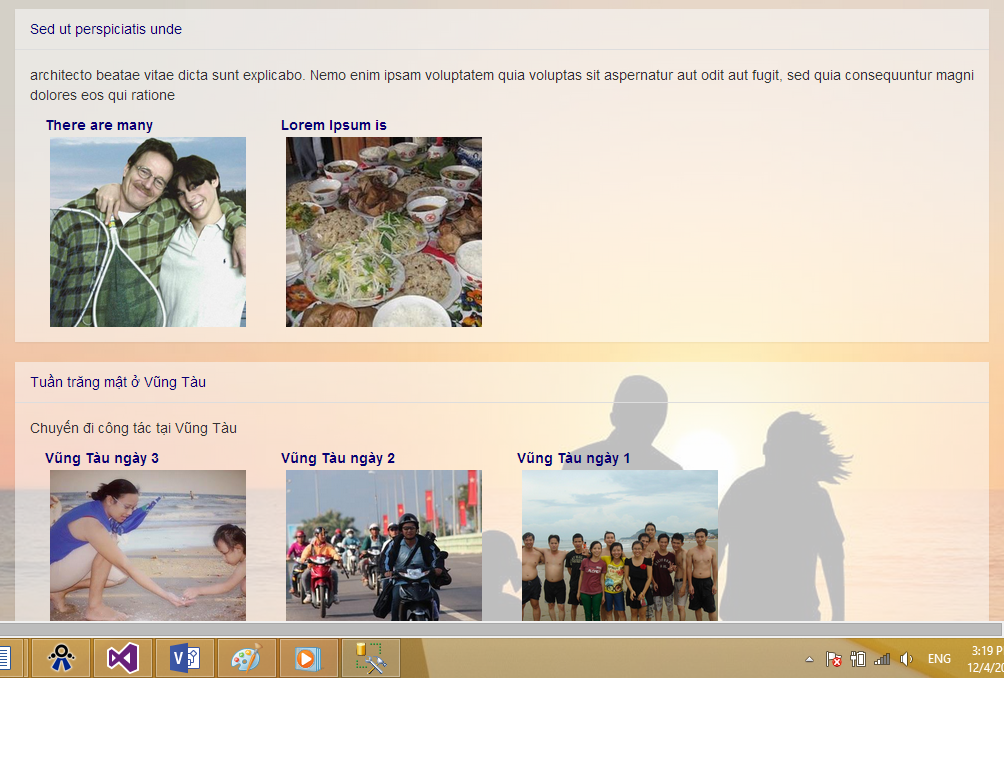 Sed ut perspiciatis unde
architecto beatae vitae dicta sunt explicabo. Nemo enim ipsam voluptatem quia voluptas sit aspernatur aut odit aut fugit, sed quia consequuntur magni
dolores eos qui ratione
There are many
Lorem Ipsum is
Tuần trăng mật ở Vũng Tàu
Chuyến đi công tác tại Vũng Tàu
Vũng Tàu ngày 3
Vũng Tàu ngày 2
Vũng Tàu ngày 1
ENG
3:19 P
12/4/20